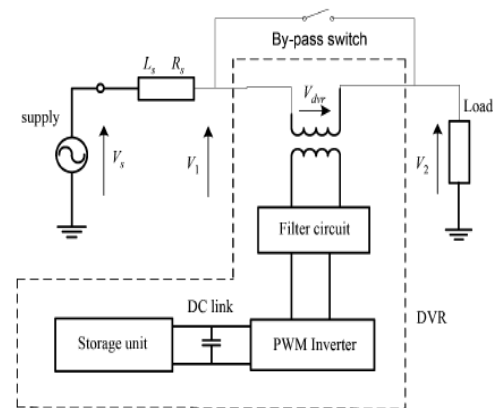 By-pass switch
Ls Rs
Vdvr
Load
supply
Vs
V1
V2
Filter circuit
DC link
DVR
Storage unit
PWM Inverter